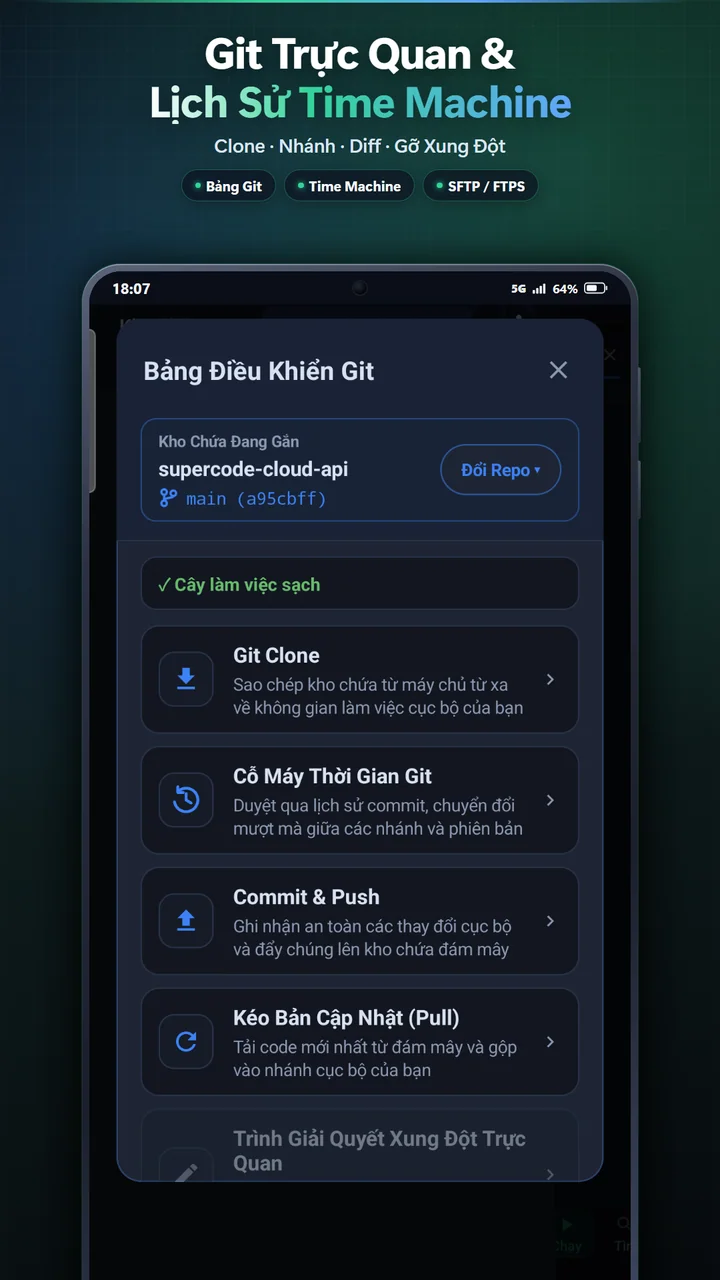 Git Trực Quan &
Lịch Sử Time Machine
Clone · Nhánh · Diff · Gỡ Xung Đột
Bảng Git
Time Machine
SFTP / FTPS
18:07
5G
64%
Bảng Điều Khiển Git
Kho Chứa Đang Gắn
supercode-cloud-api
main (a95cbff)
Đổi Repo ▾
✓ Cây làm việc sạch
Git Clone
Sao chép kho chứa từ máy chủ từ xa
về không gian làm việc cục bộ của bạn
Cỗ Máy Thời Gian Git
Duyệt qua lịch sử commit, chuyển đổi
mượt mà giữa các nhánh và phiên bản
Commit & Push
Ghi nhận an toàn các thay đổi cục bộ
và đẩy chúng lên kho chứa đám mây
Kéo Bản Cập Nhật (Pull)
Tải code mới nhất từ đám mây và gộp
vào nhánh cục bộ của bạn
Trình Giải Quyết Xung Đột Trực
Quan